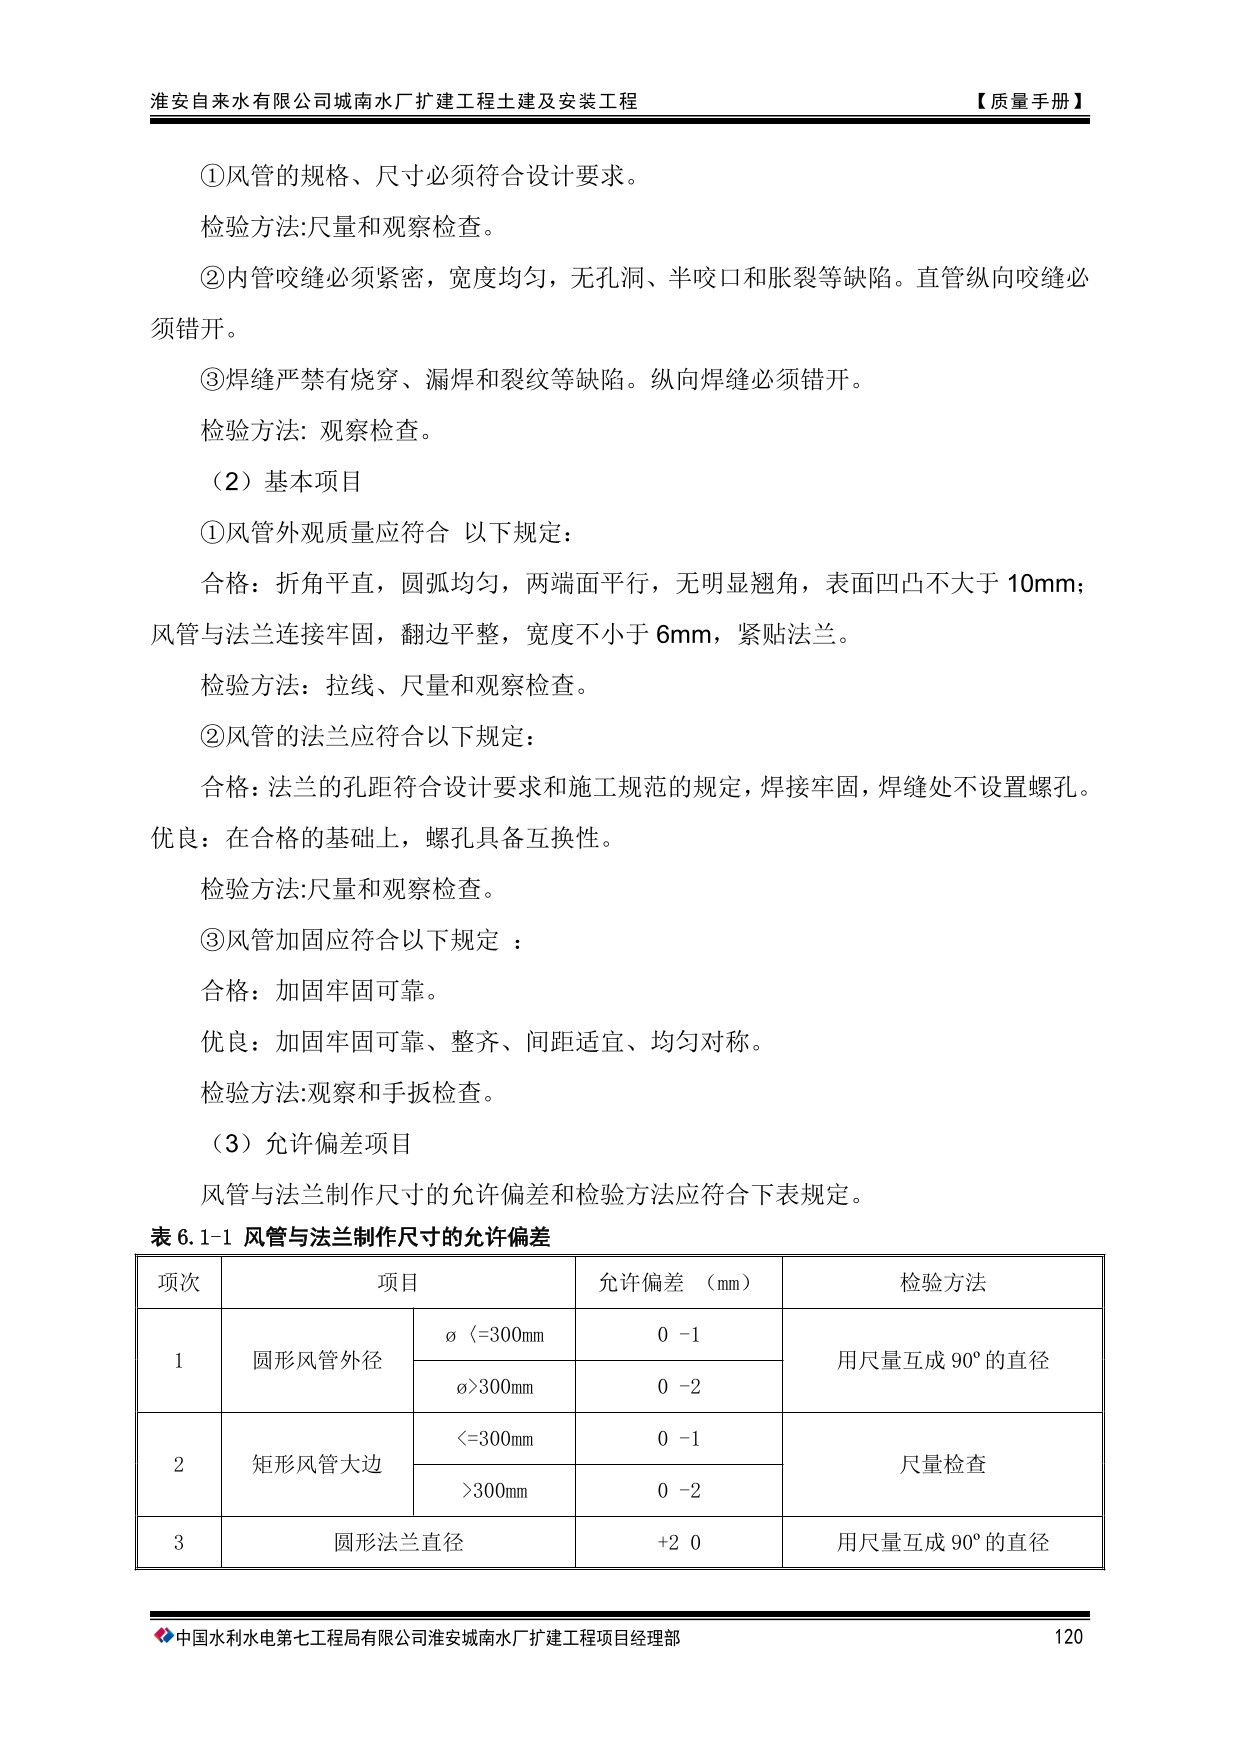 淮安自来水有限公司城南水厂扩建工程土建及安装工程 【质量手册】
①风管的规格、尺寸必须符合设计要求。
检验方法:尺量和观察检查。
②内管咬缝必须紧密，宽度均匀，无孔洞、半咬口和胀裂等缺陷。直管纵向咬缝必
须错开。
③焊缝严禁有烧穿、漏焊和裂纹等缺陷。纵向焊缝必须错开。
检验方法: 观察检查。
（2）基本项目
①风管外观质量应符合 以下规定：
合格：折角平直，圆弧均匀，两端面平行，无明显翘角，表面凹凸不大于 10mm；
风管与法兰连接牢固，翻边平整，宽度不小于 6mm，紧贴法兰。
检验方法：拉线、尺量和观察检查。
②风管的法兰应符合以下规定：
合格：法兰的孔距符合设计要求和施工规范的规定，焊接牢固，焊缝处不设置螺孔。
优良：在合格的基础上，螺孔具备互换性。
检验方法:尺量和观察检查。
③风管加固应符合以下规定 ：
合格：加固牢固可靠。
优良：加固牢固可靠、整齐、间距适宜、均匀对称。
检验方法:观察和手扳检查。
（3）允许偏差项目
风管与法兰制作尺寸的允许偏差和检验方法应符合下表规定。
表 6.1-1 风管与法兰制作尺寸的允许偏差
项次 项目 允许偏差 （mm） 检验方法
1 圆形风管外径 ø〈=300mm 0 -1 用尺量互成 90º 的直径
ø>300mm 0 -2
2 矩形风管大边 <=300mm 0 -1 尺量检查
>300mm 0 -2
3 圆形法兰直径 +2 0 用尺量互成 90º 的直径
中国水利水电第七工程局有限公司淮安城南水厂扩建工程项目经理部 120